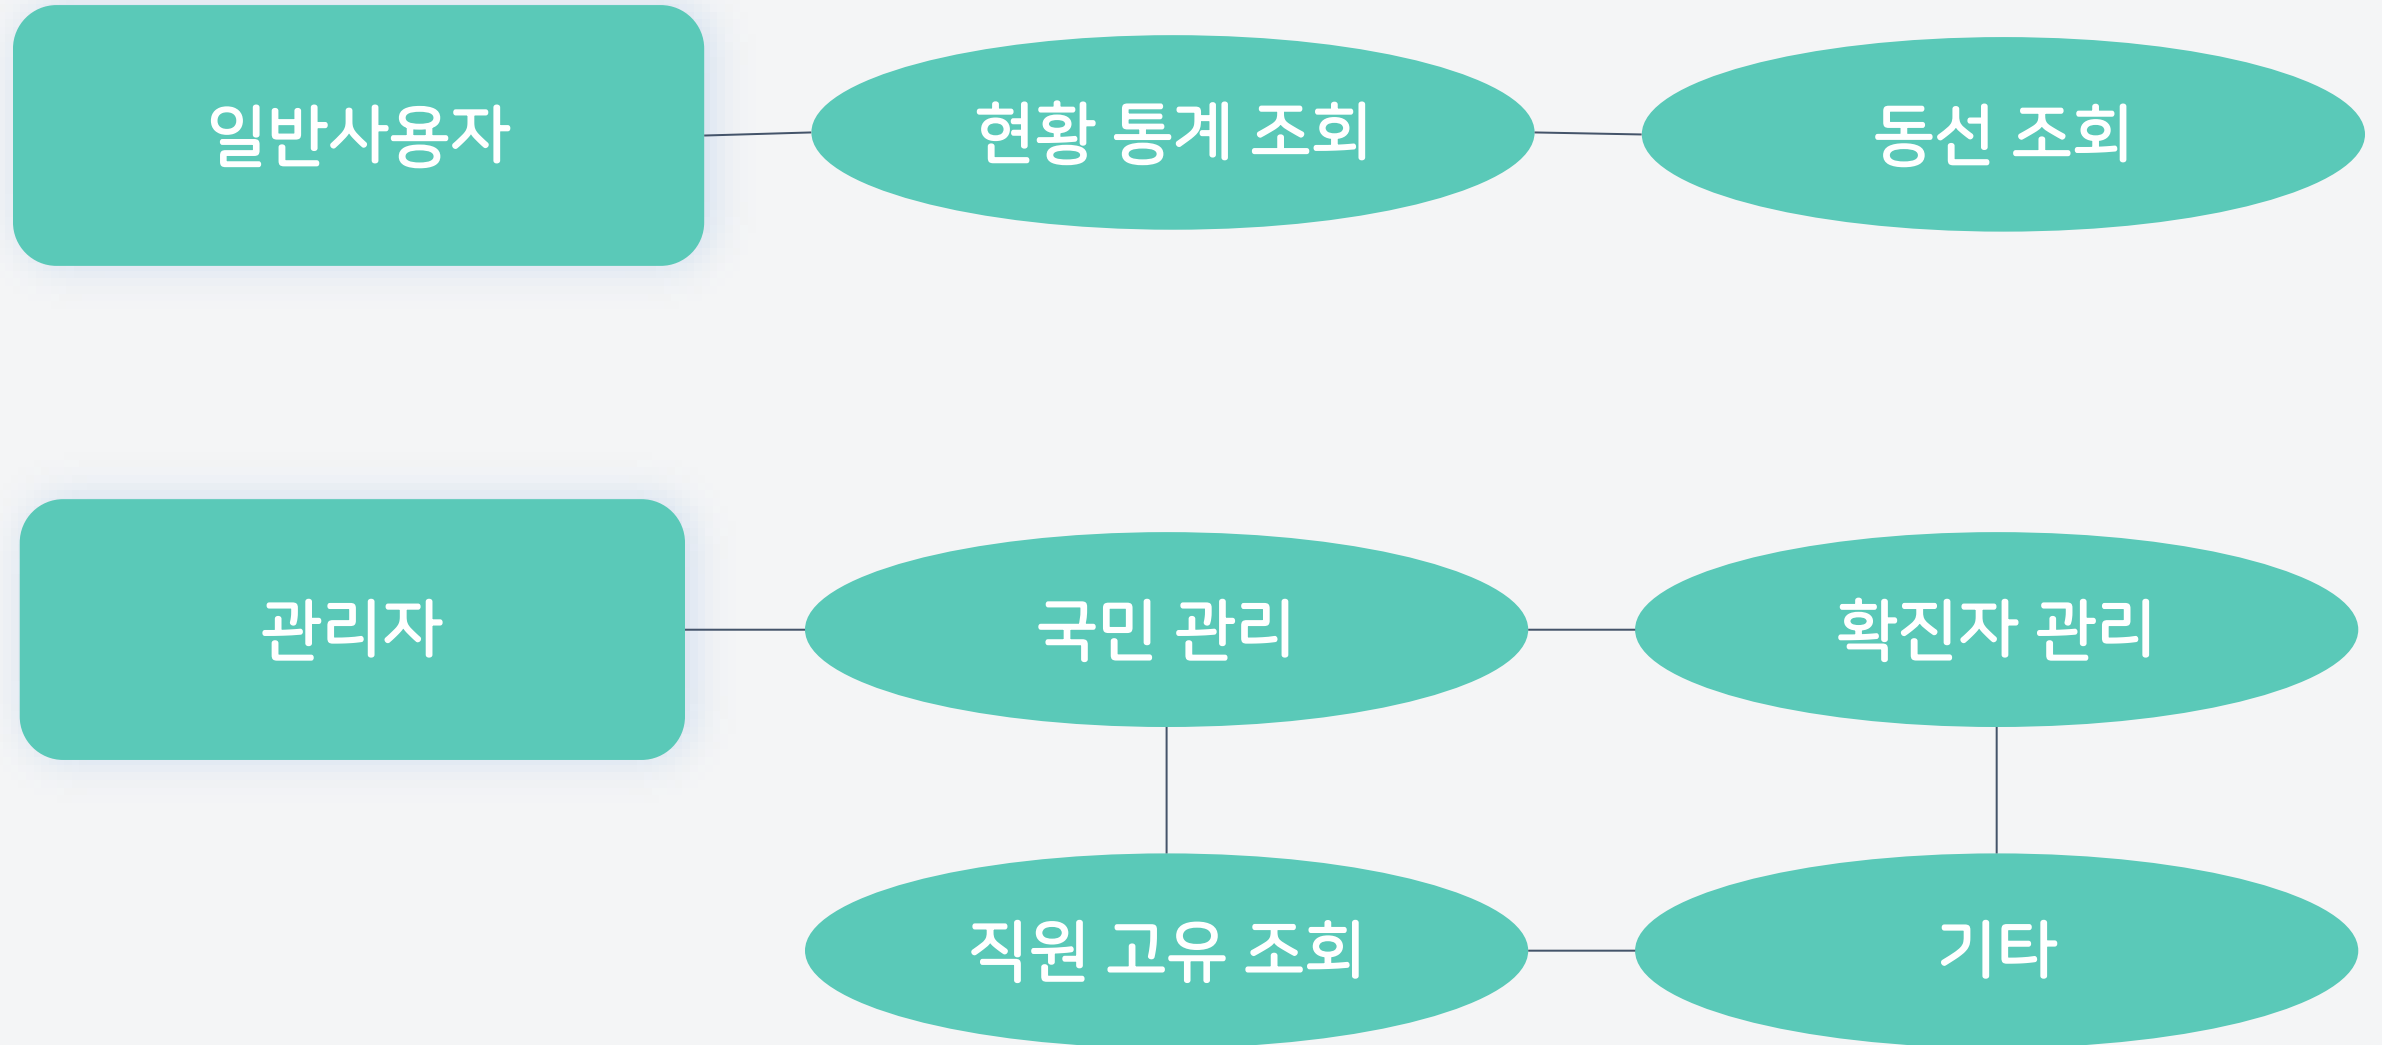 일반사용자
현황 통계 조회
동선 조회
관리자
국민 관리
확진자 관리
직원 고유 조회
기타